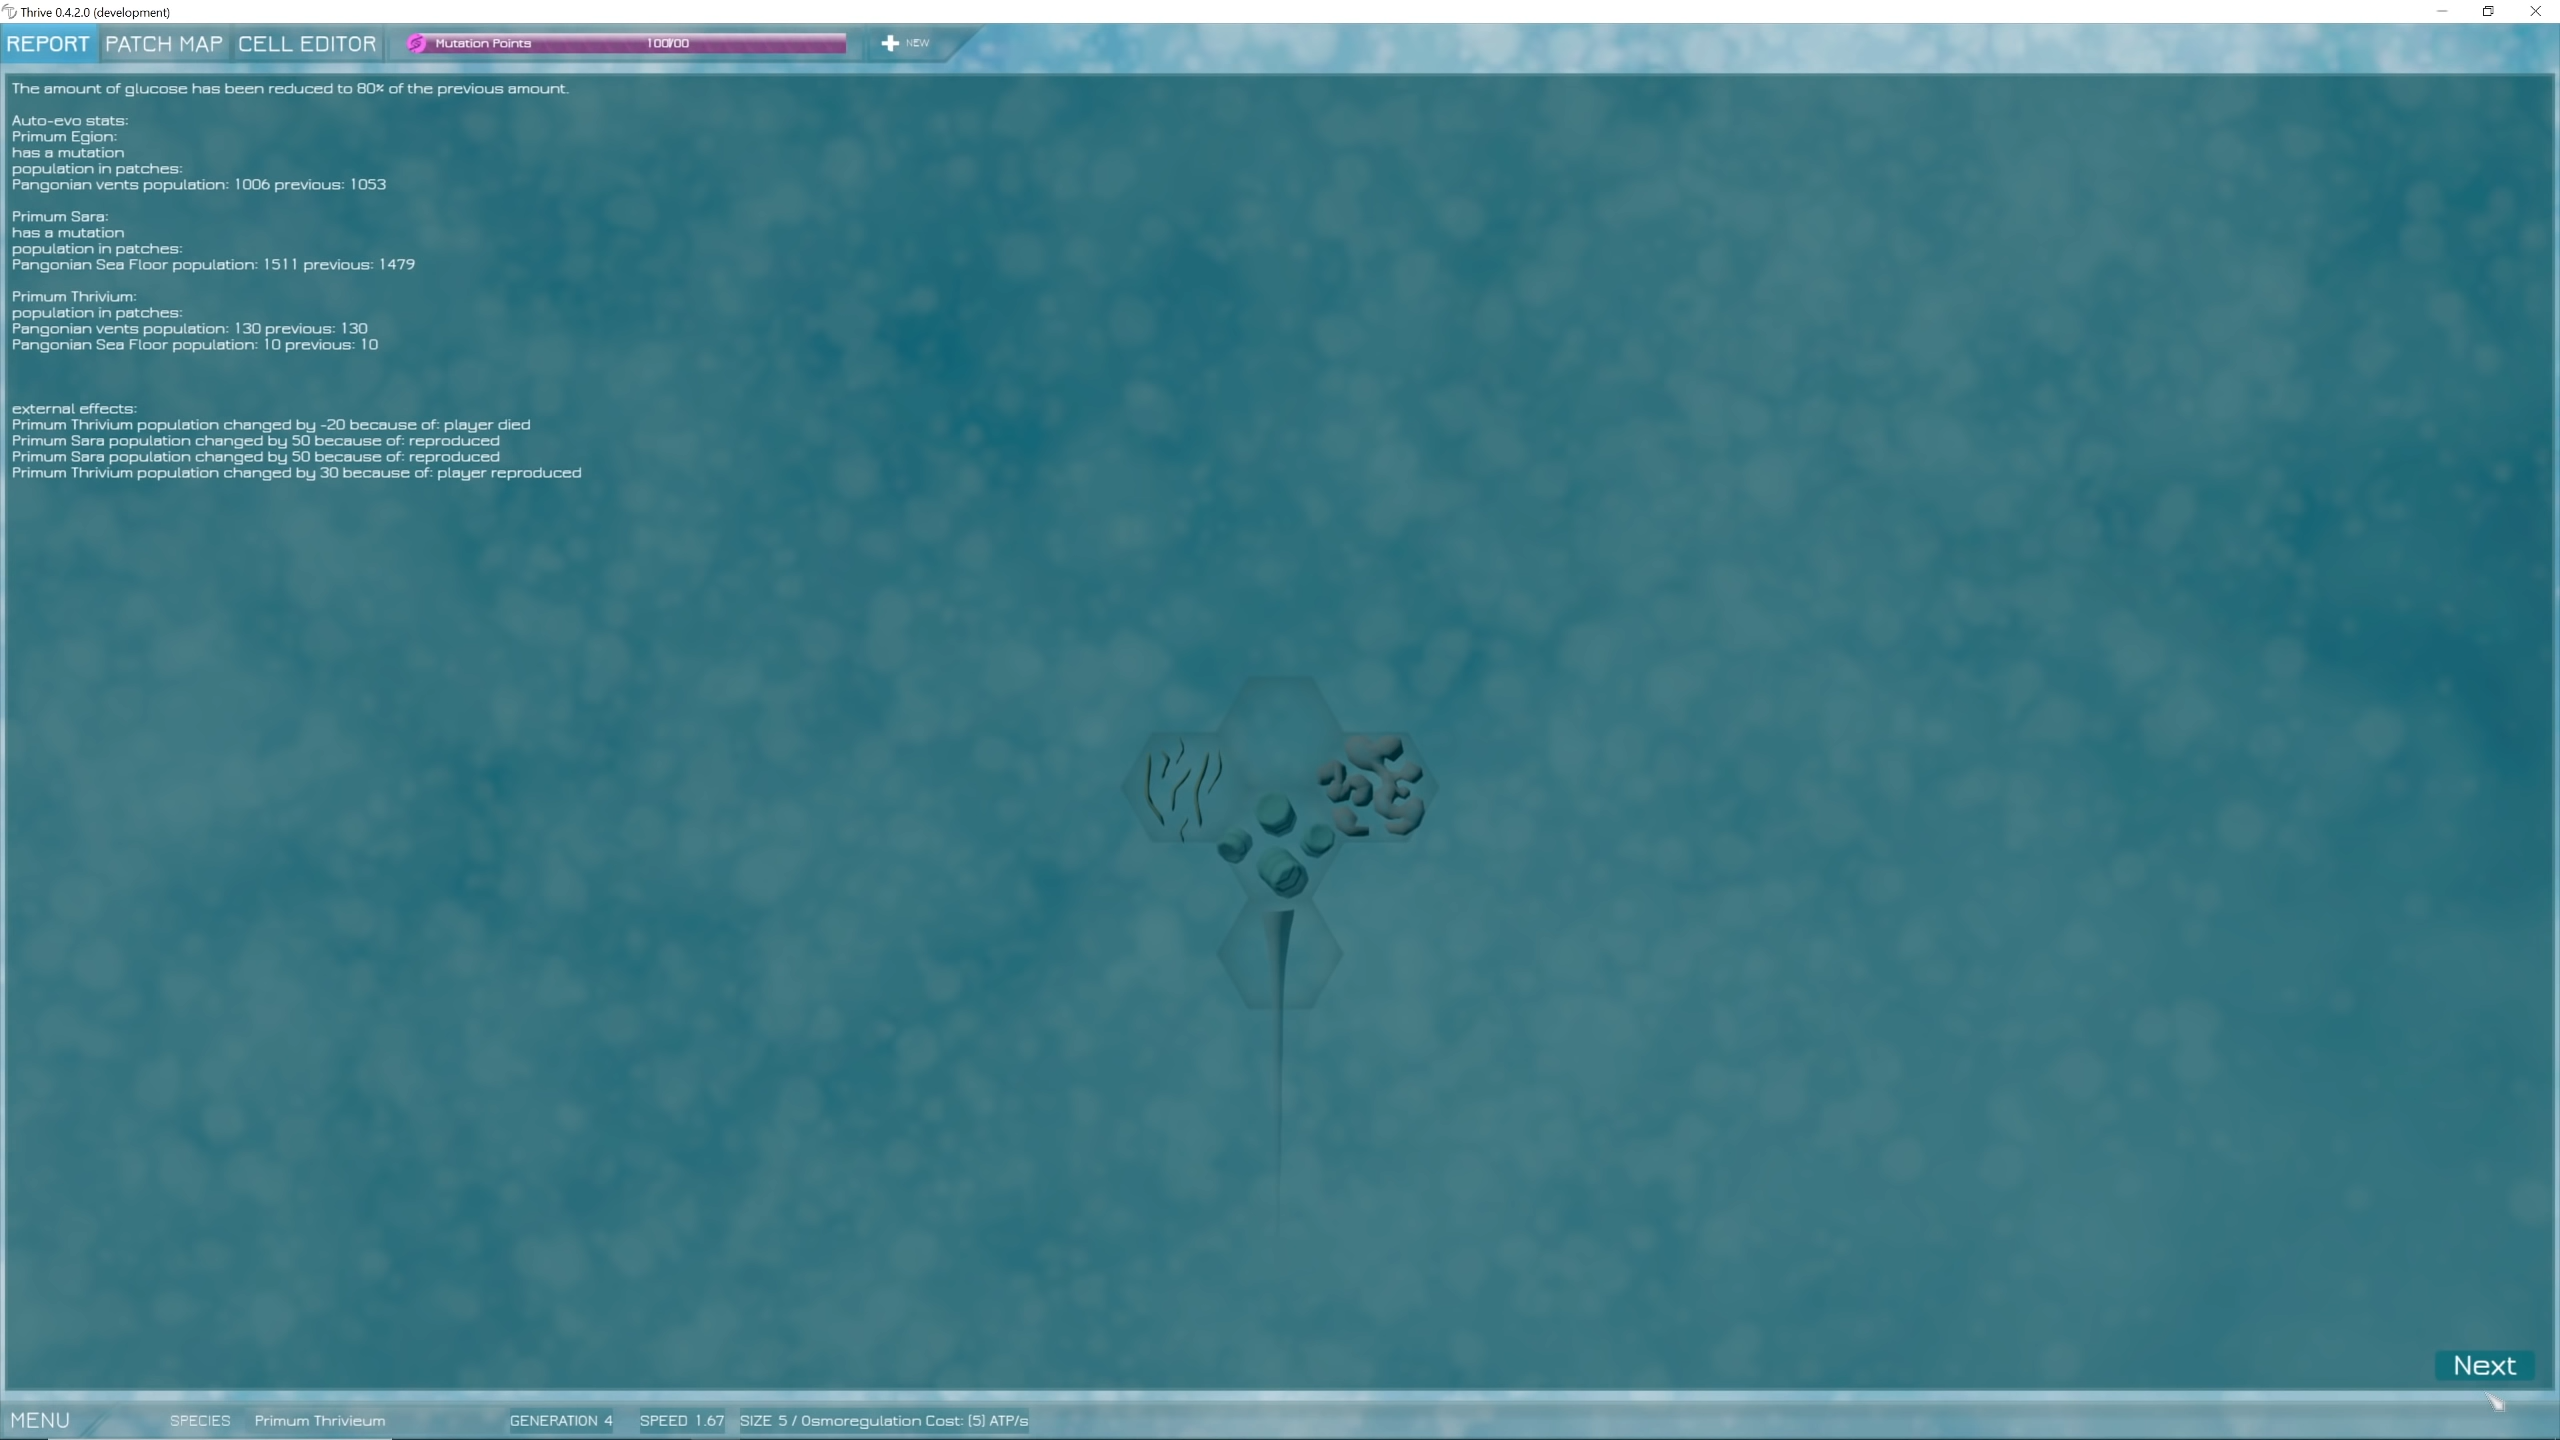 Thrive 0.4.2.0 (development)
REPORT PATCH MAP CELL EDITOR Mutation Points NEW
The amount of glucose has been reduced to 80% of the previous amount.
Auto-evo stats:
Primum Egion:
has a mutation
population in patches:
Pangonian vents population: 1006 previous: 1053
Primum Sara:
has a mutation
population in patches:
Pangonian Sea Floor population: 1511 previous: 1479
Primum Thrivium:
population in patches:
Pangonian vents population: 130 previous: 130
Pangonian Sea Floor population: 10 previous: 10
external effects:
Primum Thrivium population changed by -20 because of: player died
Primum Sara population changed by 50 because of: reproduced
Primum Sara population changed by 50 because of: reproduced
Primum Thrivium population changed by 30 because of: player reproduced
Next
MENU SPECIES Primum Thrivieum GENERATION 4 SPEED 1.67 SIZE 5 / Osmoregulation Cost: (5) ATP/s